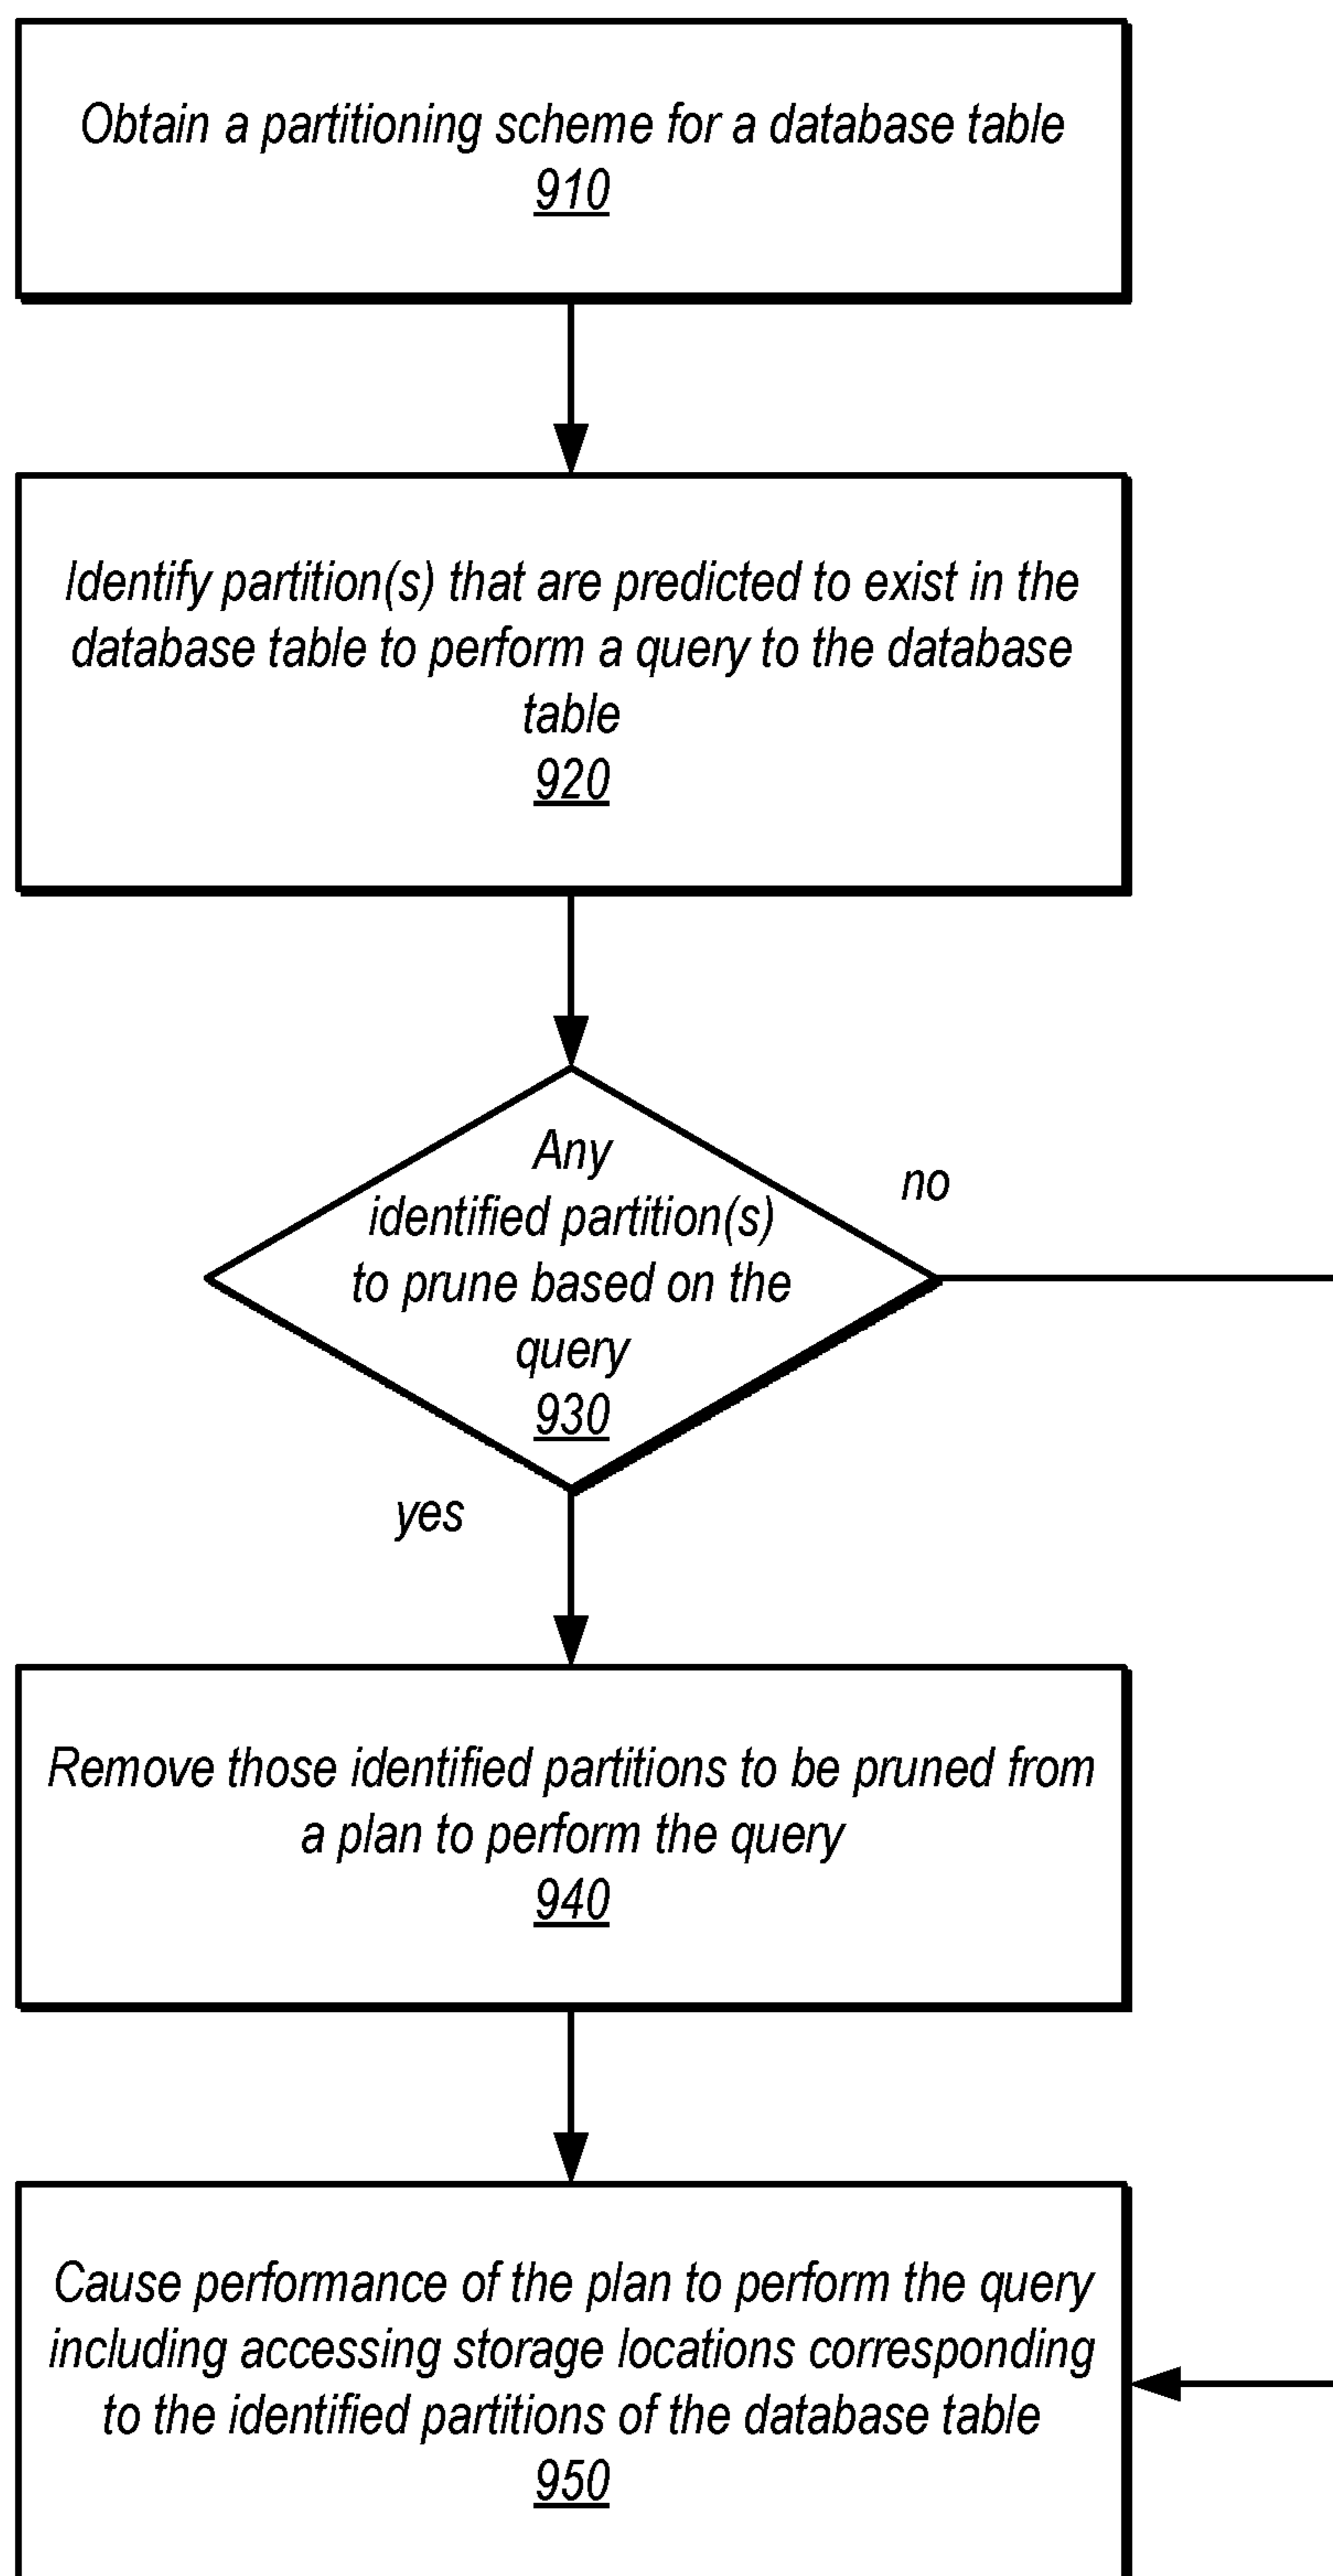 Obtain a partitioning scheme for a database table
910
Identify partition(s) that are predicted to exist in the
database table to perform a query to the database
table
920
Any
identified partition(s)
to prune based on the
query
930
no
yes
Remove those identified partitions to be pruned from
a plan to perform the query
940
Cause performance of the plan to perform the query
including accessing storage locations corresponding
to the identified partitions of the database table
950